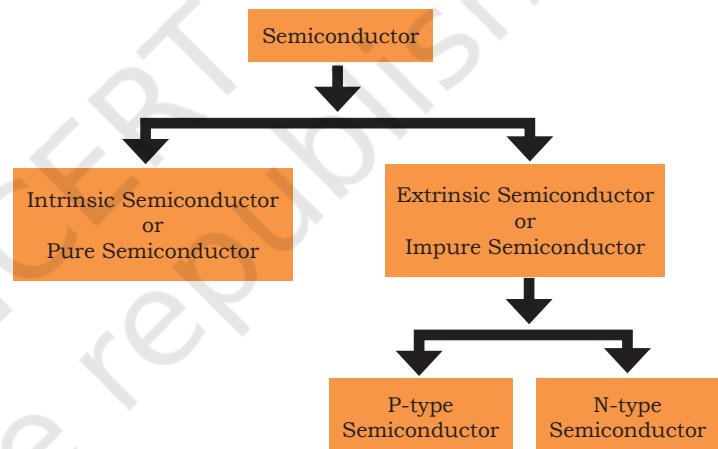 Semiconductor
Intrinsic Semiconductor
or
Pure Semiconductor
Extrinsic Semiconductor
or
Impure Semiconductor
P-type
Semiconductor
N-type
Semiconductor